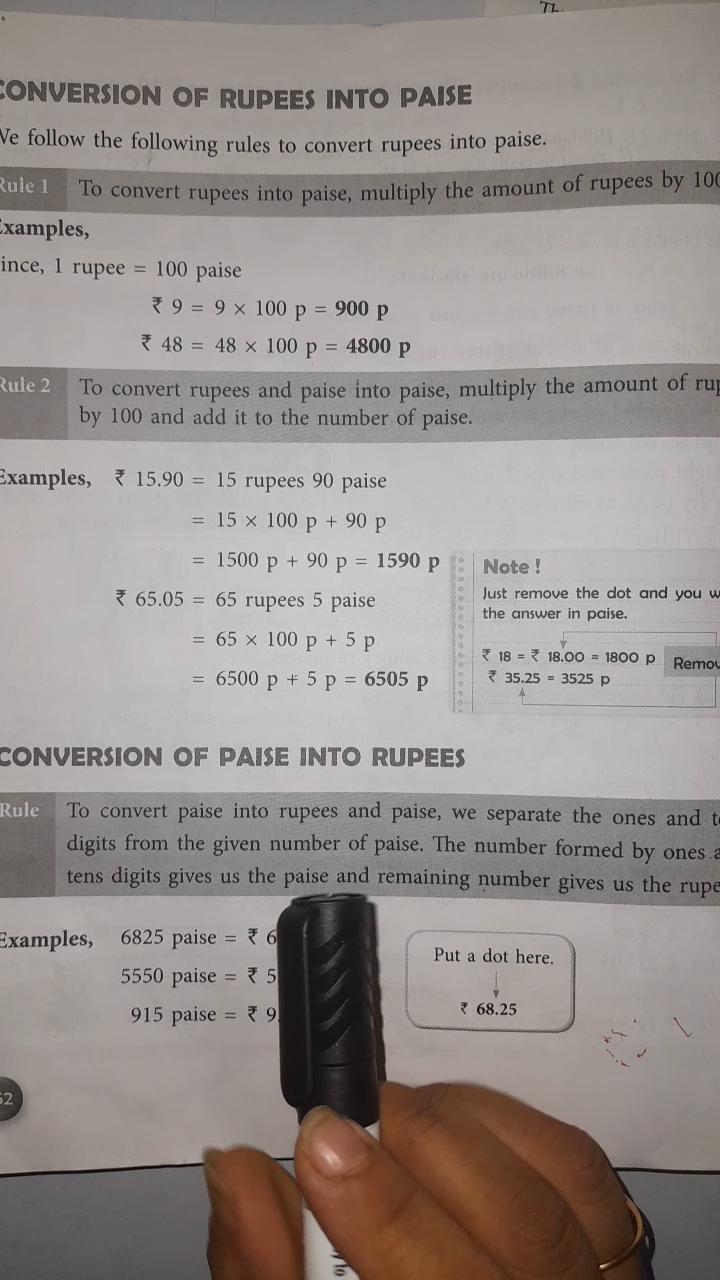 Th
CONVERSION OF RUPEES INTO PAISE
We follow the following rules to convert rupees into paise.
Rule 1 To convert rupees into paise, multiply the amount of rupees by 100
Examples,
ince, 1 rupee = 100 paise
₹ 9 = 9 × 100 p = 900 p
₹ 48 = 48 × 100 p = 4800 p
Rule 2 To convert rupees and paise into paise, multiply the amount of rup
by 100 and add it to the number of paise.
Examples, ₹ 15.90 = 15 rupees 90 paise
= 15 × 100 p + 90 p
= 1500 p + 90 p = 1590 p
₹ 65.05 = 65 rupees 5 paise
= 65 × 100 p + 5 p
= 6500 p + 5 p = 6505 p
Note !
Just remove the dot and you w
the answer in paise.
₹ 18 = ₹ 18.00 = 1800 p
₹ 35.25 = 3525 p
Remov
CONVERSION OF PAISE INTO RUPEES
Rule To convert paise into rupees and paise, we separate the ones and t
digits from the given number of paise. The number formed by ones a
tens digits gives us the paise and remaining number gives us the rupe
Examples, 6825 paise = ₹ 6
5550 paise = ₹ 5
915 paise = ₹ 9.
Put a dot here.
₹ 68.25
52